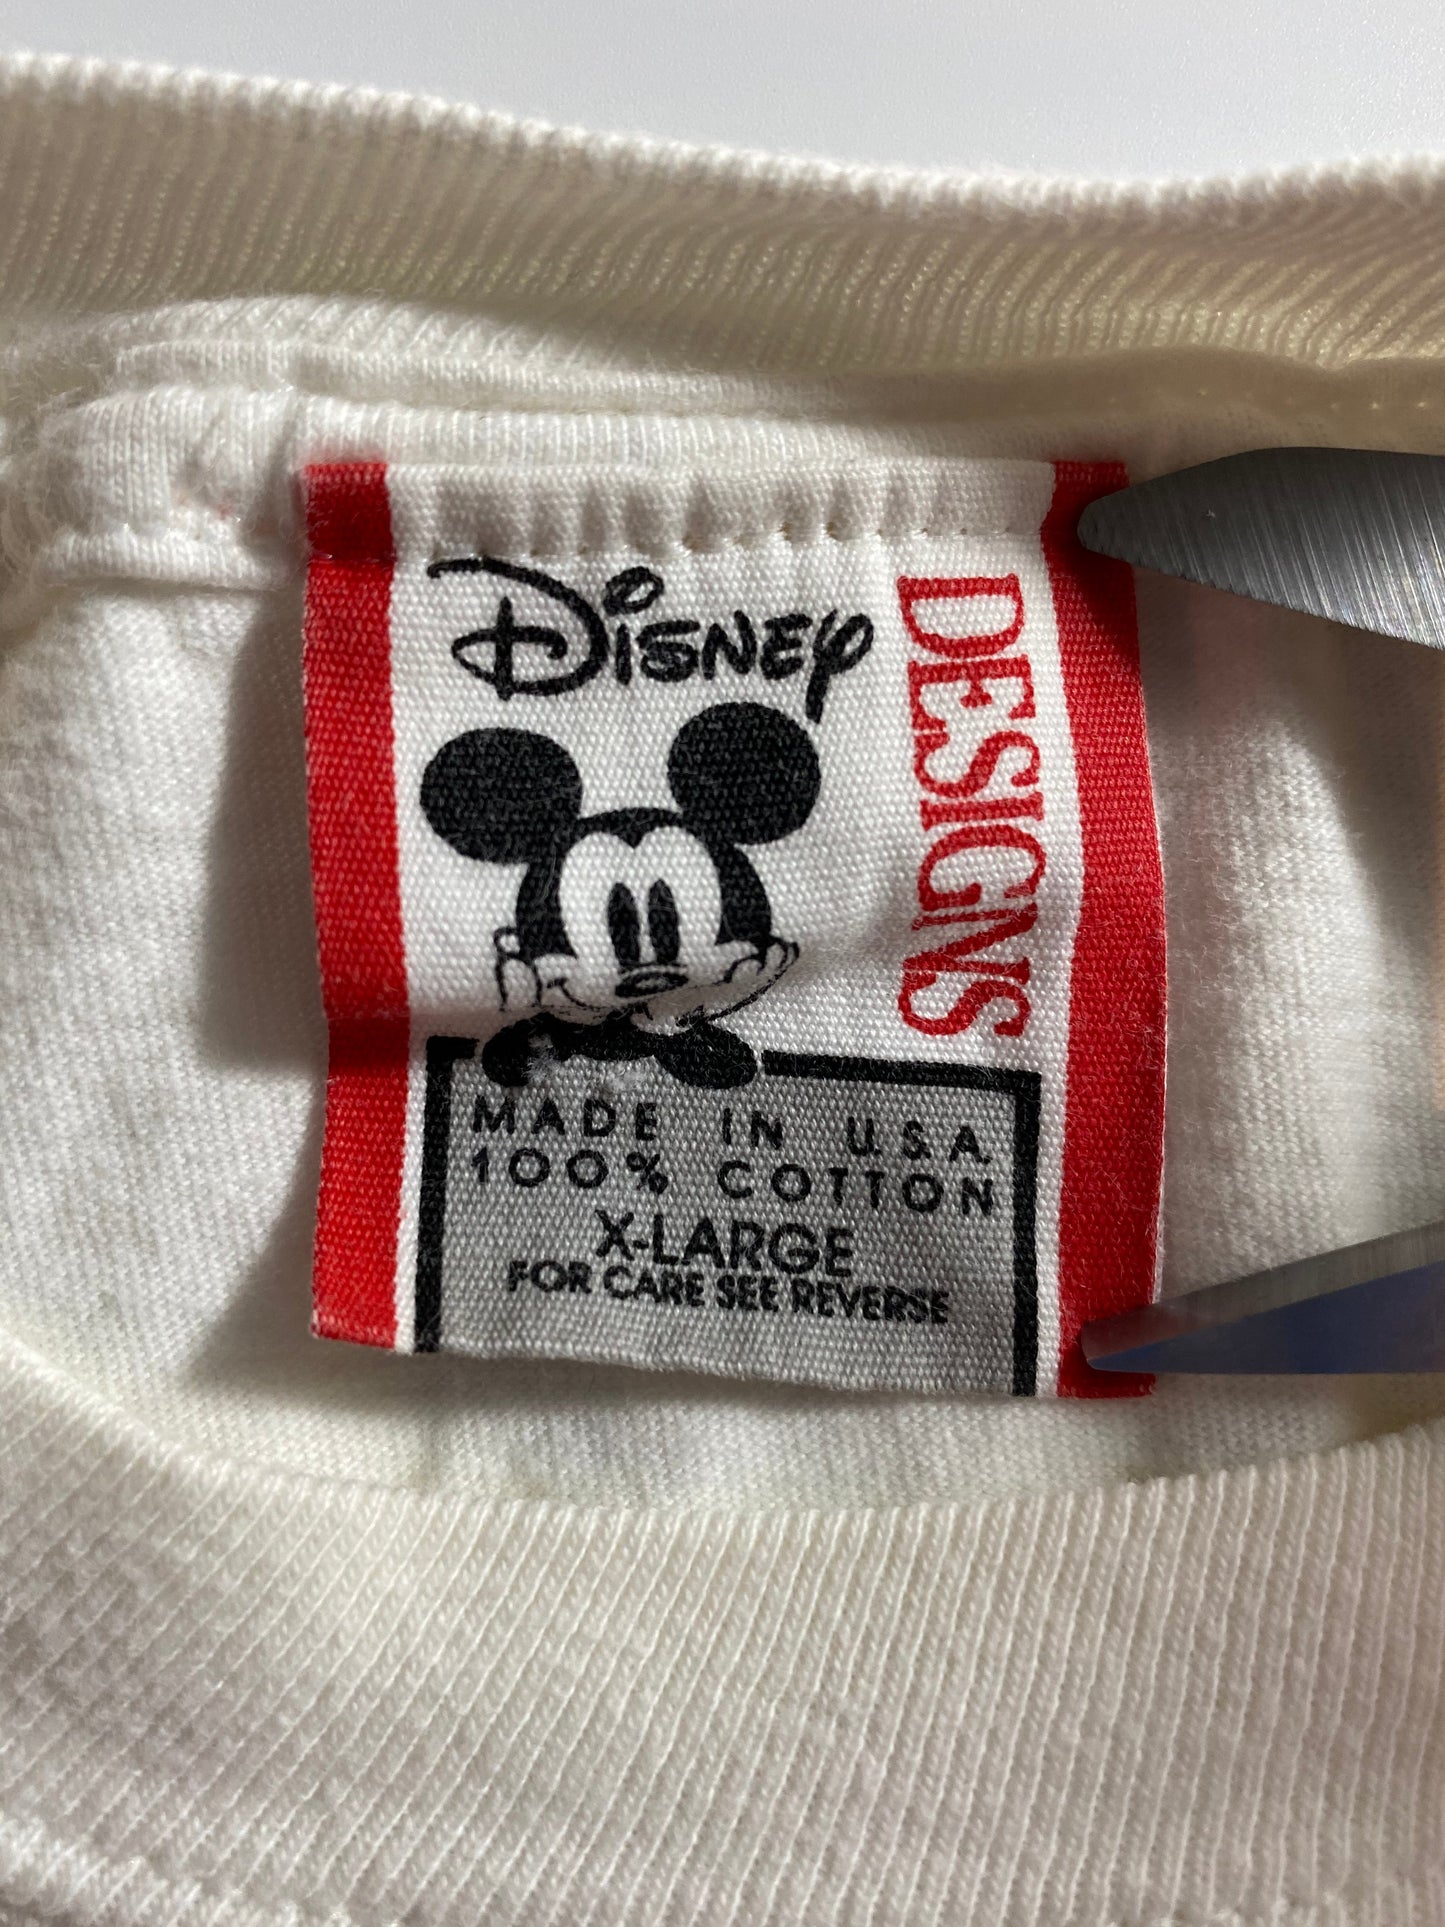 Disney
DESIGNS
MADE IN U.S.A.
100% COTTON
X-LARGE
FOR CARE SEE REVERSE